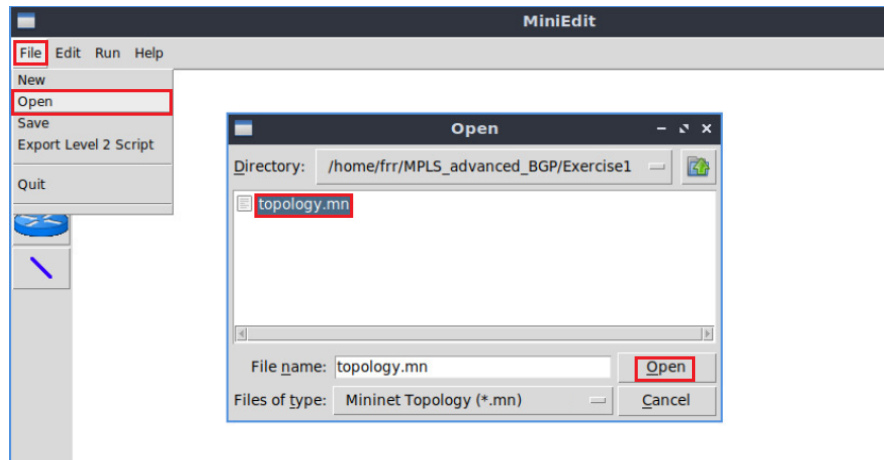 MiniEdit
File Edit Run Help
New
Open
Save
Export Level 2 Script
Quit
Open
Directory: /home/frr/MPLS_advanced_BGP/Exercise1
topology.mn
File name: topology.mn Open
Files of type: Mininet Topology (*.mn) Cancel